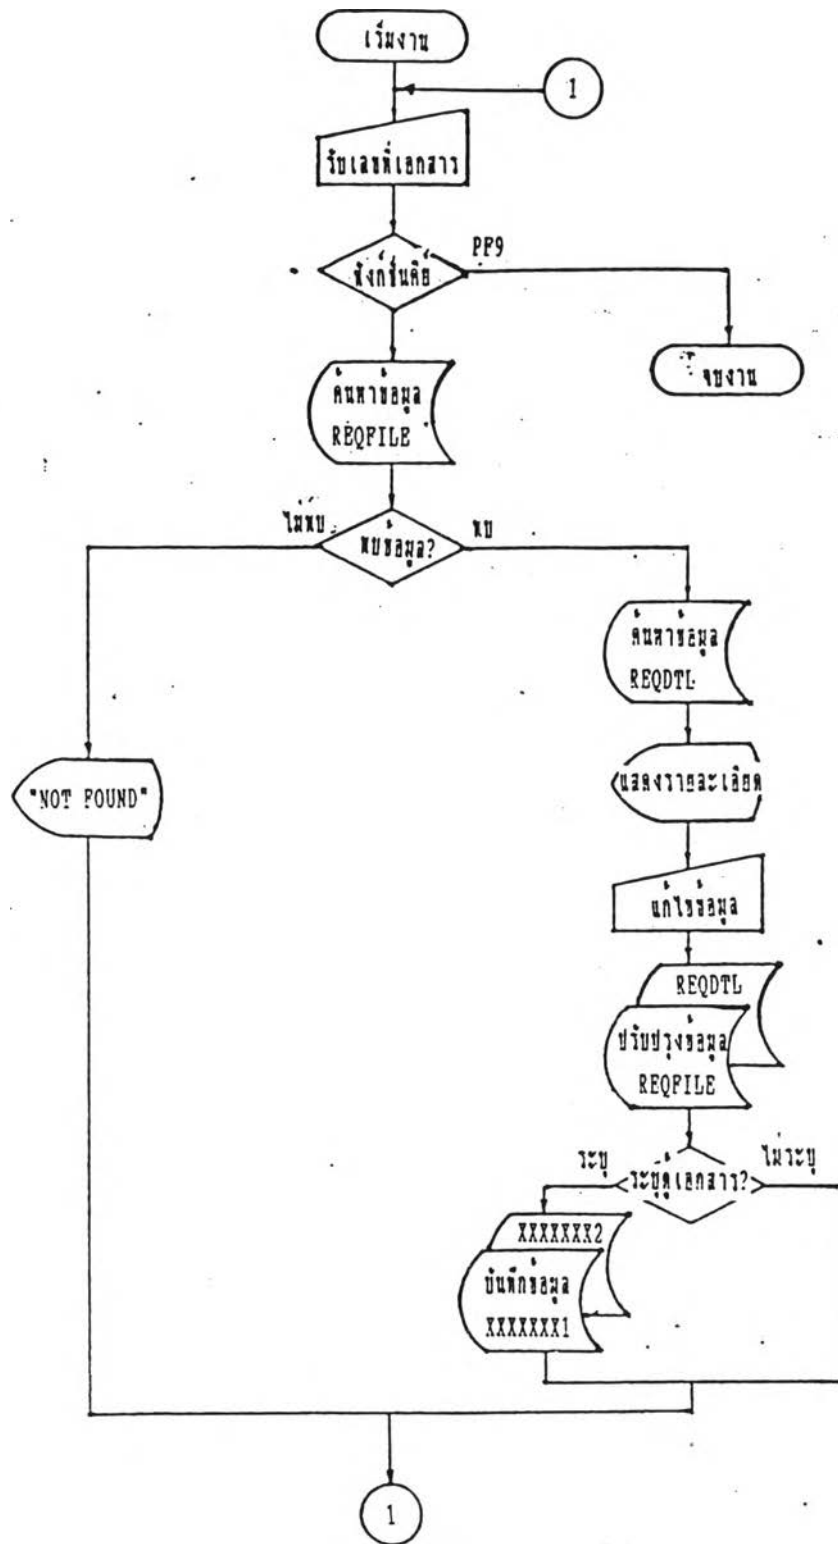 เริ่มงาน
1
รับเลขที่เอกสาร
ฟังก์ชันคีย์
PF9
จบงาน
ค้นหาข้อมูล
REQFILE
ไม่พบ
พบข้อมูล?
พบ
ค้นหาข้อมูล
REQDTL
"NOT FOUND"
แสดงรายละเอียด
แก้ไขข้อมูล
REQDTL
ปรับปรุงข้อมูล
REQFILE
ระบุ
ระบุตู้เอกสาร?
ไม่ระบุ
XXXXXXX2
บันทึกข้อมูล
XXXXXXX1
1